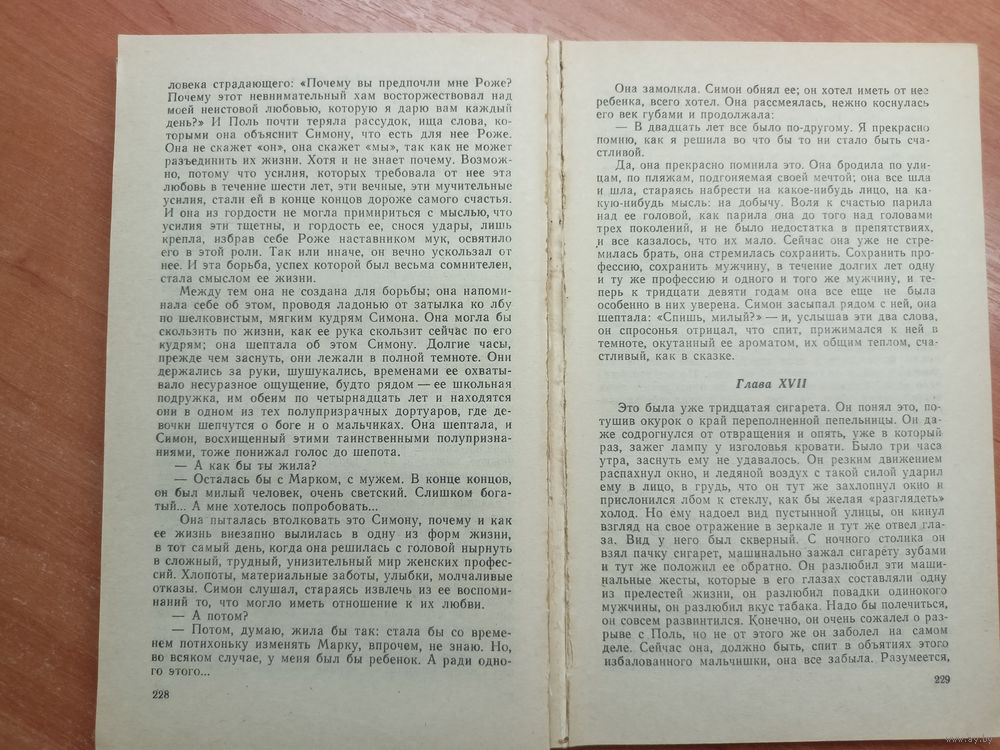 ловека страдающего: «Почему вы предпочли мне Роже?
Почему этот невнимательный хам восторжествовал над
моей неистовой любовью, которую я дарю вам каждый
день?» И Поль почти теряла рассудок, ища слова, ко-
торыми она объяснит Симону, что есть для нее Роже.
Она не скажет «он», она скажет «мы», так как не может
разъединить их жизни. Хотя и не знает почему. Возмож-
но, потому что усилия, которых требовала от нее эта
любовь в течение шести лет, эти вечные, эти мучительные
усилия, стали ей в конце концов дороже самого счастья.
И она из гордости не могла примириться с мыслью, что
усилия эти тщетны, и гордость ее, снося удары, лишь
крепла, избрав себе Роже наставником мук, освятило
его в этой роли. Так или иначе, он вечно ускользал от
нее. И эта борьба, успех которой был весьма сомнителен,
стала смыслом ее жизни.
Между тем она не создана для борьбы; она напоми-
нала себе об этом, проводя ладонью от затылка ко лбу
по шелковистым, мягким кудрям Симона. Она могла бы
скользить по жизни, как ее рука скользит сейчас по его
кудрям; она шептала об этом Симону. Долгие часы,
прежде чем заснуть, они лежали в полной темноте. Они
держались за руки, шушукались, временами ее охваты-
вало несуразное ощущение, будто рядом — ее школьная
подружка, им обеим по четырнадцать лет и находятся
они в одном из тех полупризрачных дортуаров, где де-
вочки шепчутся о боге и о мальчиках. Она шептала, и
Симон, восхищенный этими таинственными полупризна-
ниями, тоже понижал голос до шепота.
— А как бы ты жила?
— Осталась бы с Марком, с мужем. В конце концов,
он был милый человек, очень светский. Слишком бога-
тый... А мне хотелось попробовать...
Она пыталась втолковать это Симону, почему и как
ее жизнь внезапно вылилась в одну из форм жизни,
в тот самый день, когда она решилась с головой нырнуть
в сложный, трудный, унизительный мир женских профес-
сий. Хлопоты, материальные заботы, улыбки, молчаливые
отказы. Симон слушал, стараясь извлечь из ее воспоми-
наний то, что могло иметь отношение к их любви.
— А потом?
— Потом, думаю, жила бы так: стала бы со време-
нем потихоньку изменять Марку, впрочем, не знаю. Но,
во всяком случае, у меня был бы ребенок. А ради одно-
го этого...
228
Она замолкла. Симон обнял ее; он хотел иметь от нее
ребенка, всего хотел. Она рассмеялась, нежно коснулась
его век губами и продолжала:
— В двадцать лет все было по-другому. Я прекрасно
помню, как я решила во что бы то ни стало быть сча-
стливой.
Да, она прекрасно помнила это. Она бродила по ули-
цам, по пляжам, подгоняемая своей мечтой; она все шла
и шла, стараясь набрести на какое-нибудь лицо, на ка-
кую-нибудь мысль: на добычу. Воля к счастью парила
над ее головой, как парила она до того над головами
трех поколений, и не было недостатка в препятствиях,
и все казалось, что их мало. Сейчас она уже не стре-
милась брать, она стремилась сохранить. Сохранить про-
фессию, сохранить мужчину, в течение долгих лет одну
и ту же профессию и одного и того же мужчину, и те-
перь к тридцати девяти годам она все еще не была
особенно в них уверена. Симон засыпал рядом с ней, она
шептала: «Спишь, милый?» — и, услышав эти два слова,
он спросонья отрицал, что спит, прижимался к ней в
темноте, окутанный ее ароматом, их общим теплом, сча-
стливый, как в сказке.
Глава XVII
Это была уже тридцатая сигарета. Он понял это, по-
тушив окурок о край переполненной пепельницы. Он да-
же содрогнулся от отвращения и опять, уже в который
раз, зажег лампу у изголовья кровати. Было три часа
утра, заснуть ему не удавалось. Он резким движением
распахнул окно, и ледяной воздух с такой силой ударил
ему в лицо, в грудь, что он тут же захлопнул окно и
прислонился лбом к стеклу, как бы желая «разглядеть»
холод. Но ему надоел вид пустынной улицы, он кинул
взгляд на свое отражение в зеркале и тут же отвел гла-
за. Вид у него был скверный. С ночного столика он
взял пачку сигарет, машинально зажал сигарету зубами
и тут же положил ее обратно. Он разлюбил эти маши-
нальные жесты, которые в его глазах составляли одну
из прелестей жизни, он разлюбил повадки одинокого
мужчины, он разлюбил вкус табака. Надо бы полечиться,
он совсем развинтился. Конечно, он очень сожалел о раз-
рыве с Поль, но не от этого же он заболел на самом
деле. Сейчас она, должно быть, спит в объятиях этого
избалованного мальчишки, она все забыла. Разумеется,
229
www.ay.by